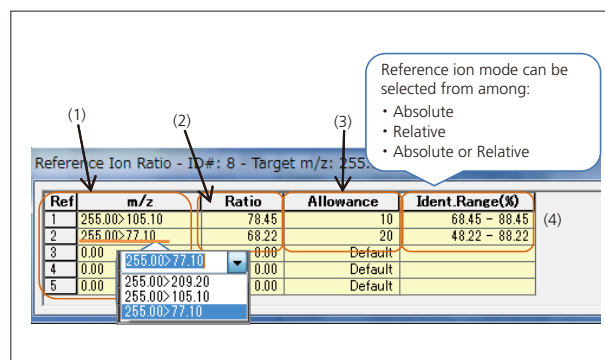 Reference ion mode can be
selected from among:
・Absolute
・Relative
・Absolute or Relative
(1)
(2)
(3)
Reference Ion Ratio - ID#: 8 - Target m/z: 255.
Ref m/z Ratio Allowance Ident.Range(%)
1 255.00>105.10 78.45 10 68.45 - 88.45
(4)
2 255.00>77.10 68.22 20 48.22 - 88.22
3 0.00 0.00 Default
4 0.00 0.00 Default
5 0.00 0.00 Default
255.00>77.10
255.00>209.20
255.00>105.10
255.00>77.10